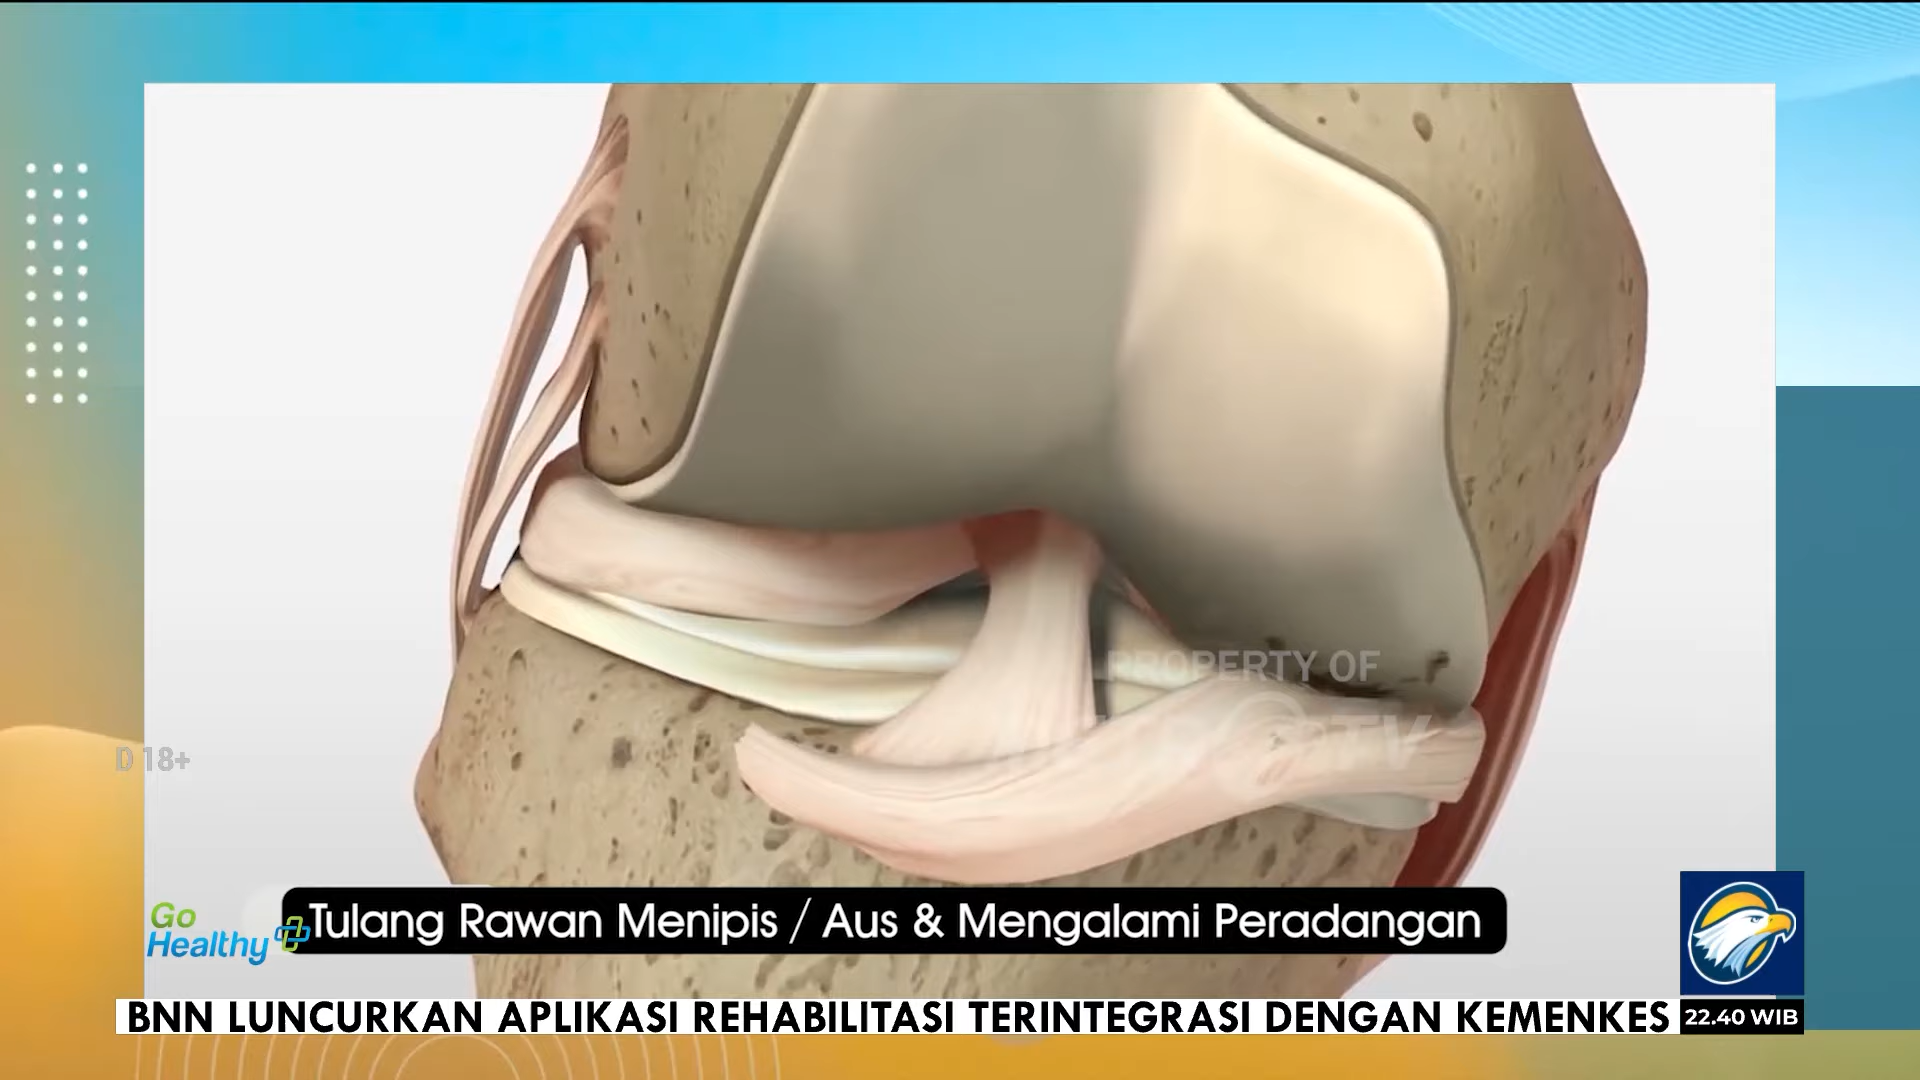 PROPERTY OF
TV
D 18+
Go
Healthy
Tulang Rawan Menipis / Aus & Mengalami Peradangan
BNN LUNCURKAN APLIKASI REHABILITASI TERINTEGRASI DENGAN KEMENKES
22.40 WIB